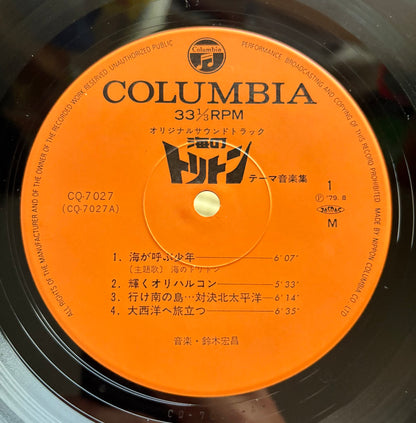 ALL RIGHTS OF THE MANUFACTURER AND OF THE OWNER OF THE RECORDED WORK RESERVED. UNAUTHORIZED PUBLIC PERFORMANCE, BROADCASTING AND COPYING OF THIS RECORD PROHIBITED MADE BY NIPPON COLUMBIA CO. LTD.
Columbia
COLUMBIA
33 1/3 RPM
オリジナルサウンドトラック
海の
トリトン
テーマ音楽集
CQ-7027
(CQ-7027A)
1
Ⓟ '79. 8
JASRAC
M
1. 海が呼ぶ少年 6′07″
〔主題歌〕 海のトリトン
2. 輝くオリハルコン 5′33″
3. 行け南の島…対決北太平洋 6′14″
4. 大西洋へ旅立つ 6′35″
音楽・鈴木宏昌